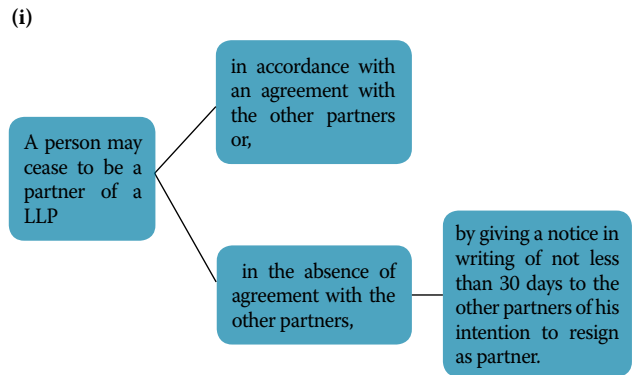 (i)
A person may
cease to be a
partner of a
LLP
in accordance with
an agreement with
the other partners
or,
in the absence of
agreement with the
other partners,
by giving a notice in
writing of not less
than 30 days to the
other partners of his
intention to resign
as partner.